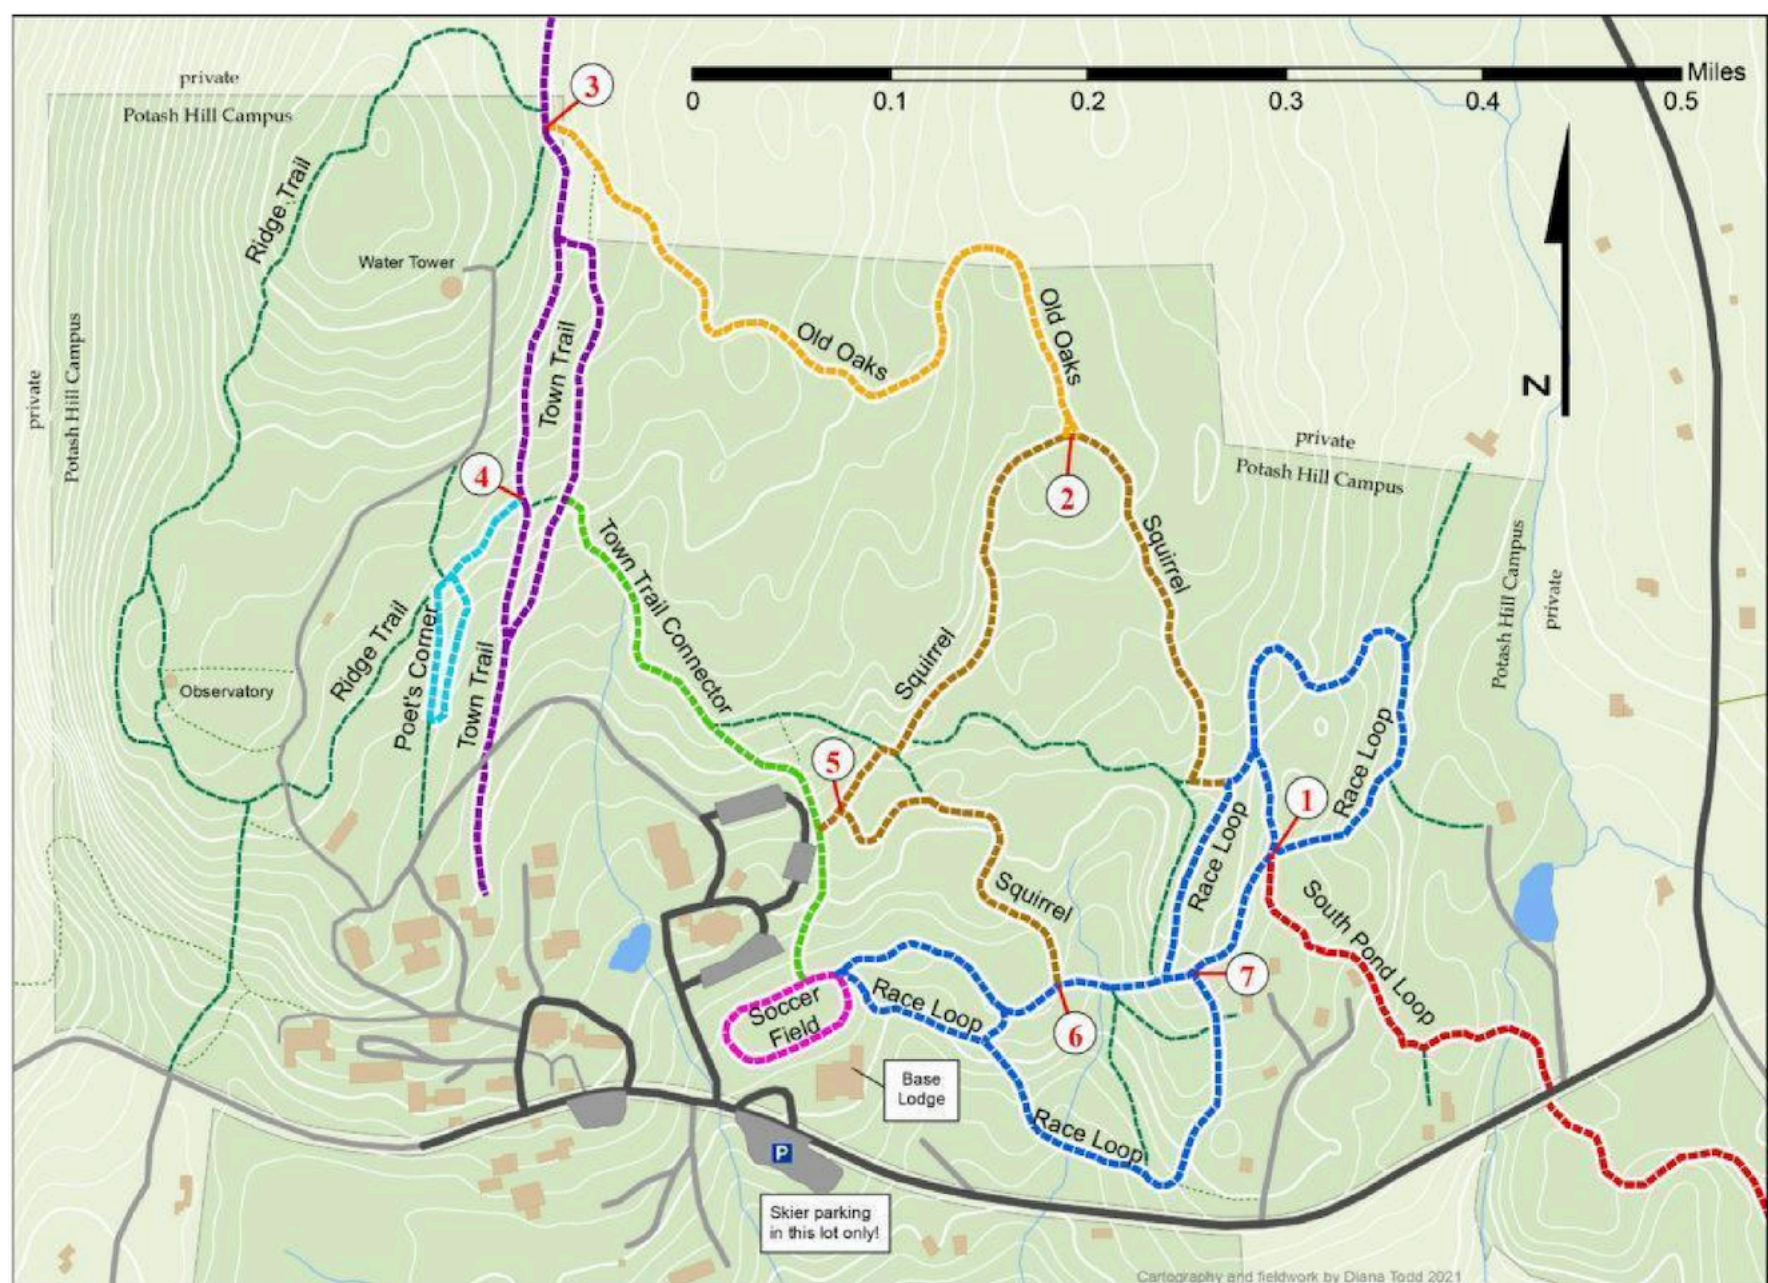 private
Potash Hill Campus
3
0
0.1
0.2
0.3
0.4
0.5
Miles
Ridge Trail
Water Tower
private
Potash Hill Campus
Town Trail
Old Oaks
Old Oaks
N
private
Potash Hill Campus
4
2
Town Trail Connector
Squirrel
Potash Hill Campus
private
Ridge Trail
Poet's Corner
Town Trail
Observatory
Squirrel
5
1
Race Loop
Race Loop
Squirrel
South Pond Loop
7
Soccer
Field
Race Loop
6
Base
Lodge
Race Loop
P
Skier parking
in this lot only!
Cartography and fieldwork by Diana Todd 2021